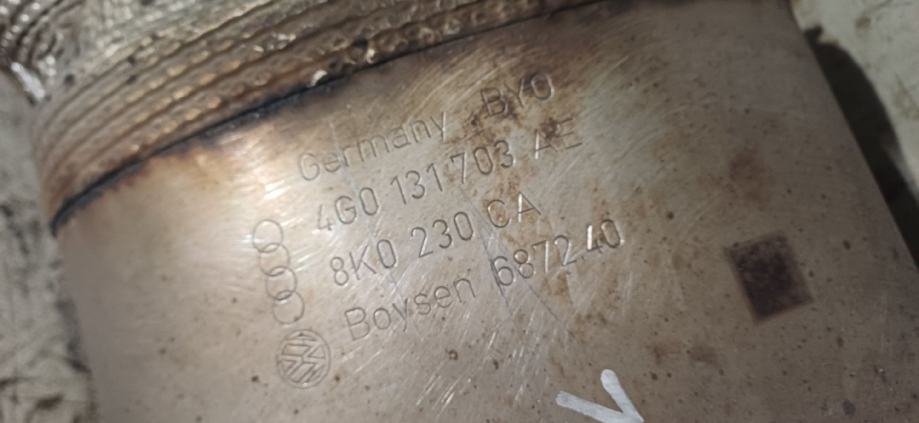 Germany BYO
4G0 131 703 AE
8K0 230 CA
Boysen 687240